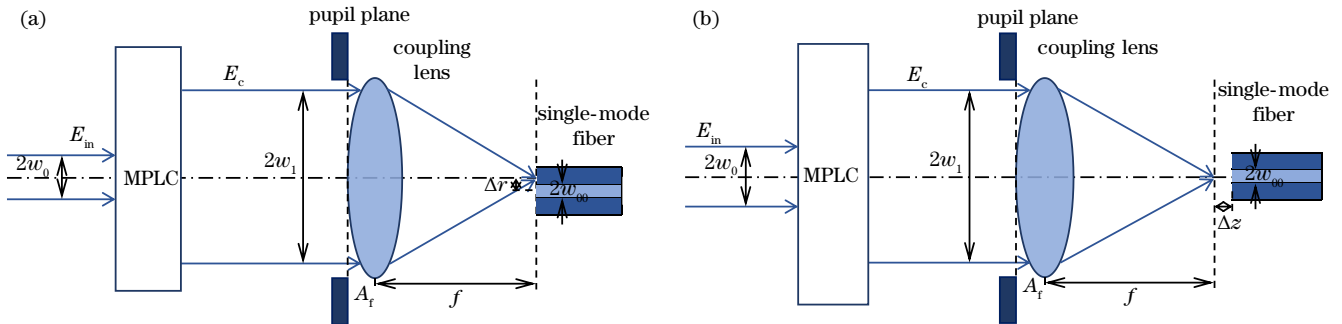 (a)
pupil plane
coupling
lens
E_c
single-mode
fiber
E_in
2w_0
MPLC
2w_1
Δr
2w_00
A_f
f
(b)
pupil plane
coupling lens
E_c
single-mode
fiber
E_in
2w_0
MPLC
2w_1
2w_00
Δz
A_f
f